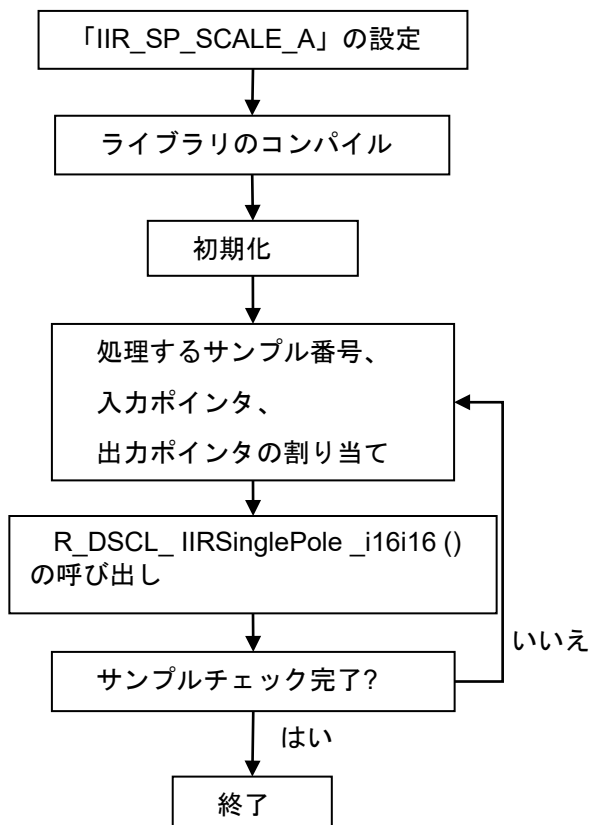 「IIR_SP_SCALE_A」の設定
ライブラリのコンパイル
初期化
処理するサンプル番号、
入力ポインタ、
出力ポインタの割り当て
R_DSCL_ IIRSinglePole _i16i16 ()
の呼び出し
いいえ
サンプルチェック完了?
はい
終了